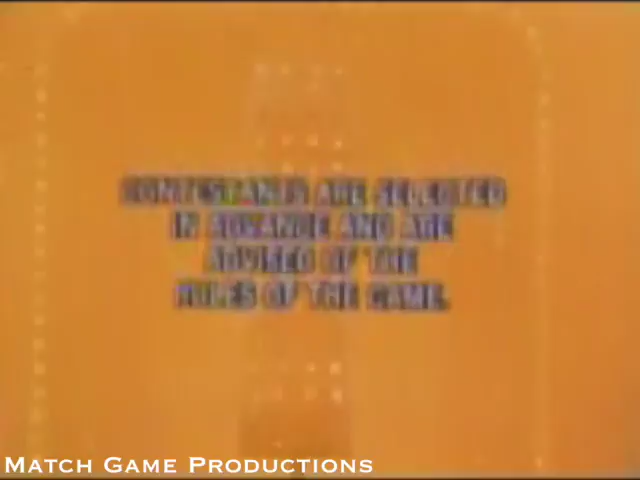 CONTESTANTS ARE SELECTED
IN ADVANCE AND ARE
ADVISED OF THE
RULES OF THE GAME.
MATCH GAME PRODUCTIONS